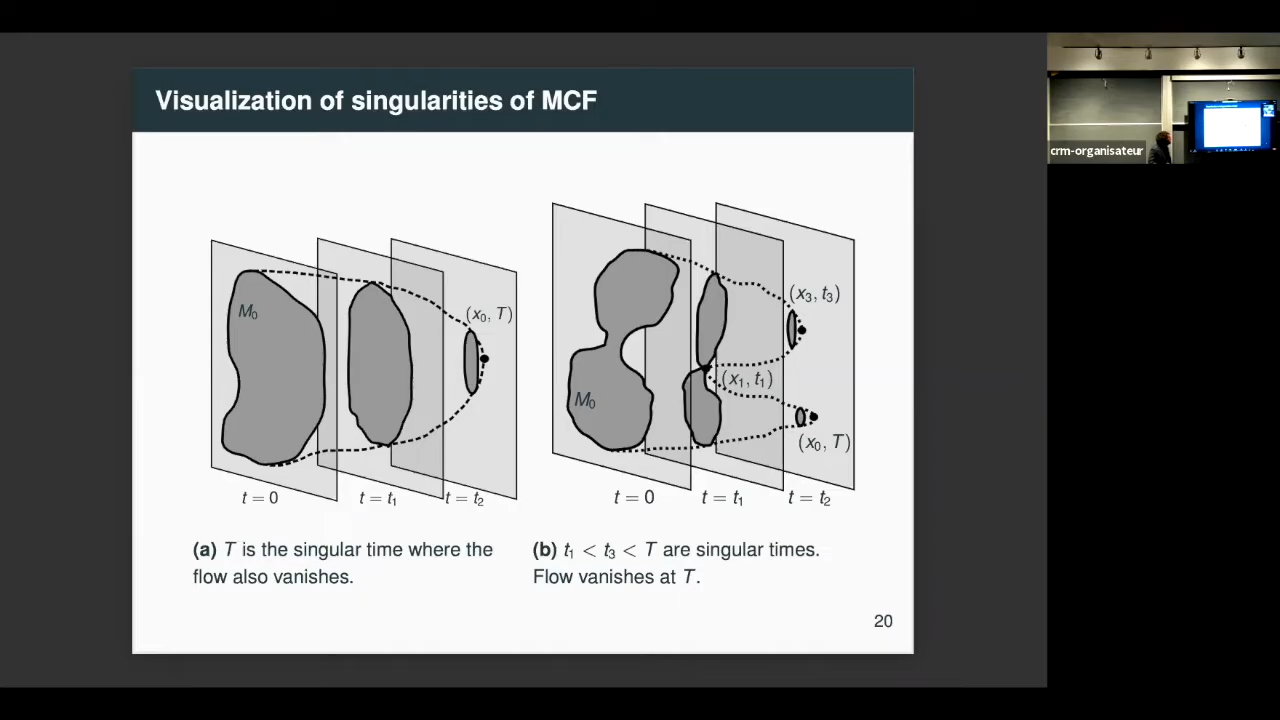 Visualization of singularities of MCF
crm-organisateur
M₀
(x₀, T)
t = 0
t = t₁
t = t₂
(a) T is the singular time where the
flow also vanishes.
M₀
(x₃, t₃)
(x₁, t₁)
(x₀, T)
t = 0
t = t₁
t = t₂
(b) t₁ < t₃ < T are singular times.
Flow vanishes at T.
20